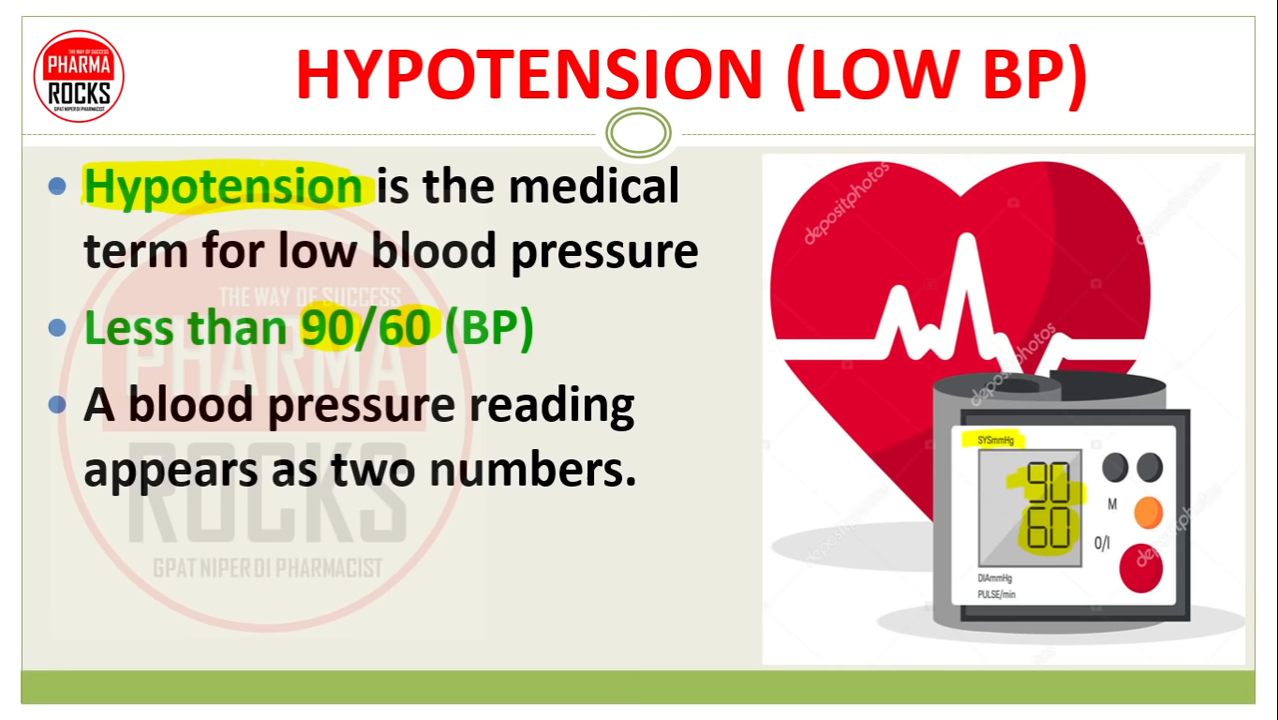 THE WAY OF SUCCESS
PHARMA
ROCKS
GPAT NIPER DI PHARMACIST
HYPOTENSION (LOW BP)
• Hypotension is the medical
term for low blood pressure
• Less than 90/60 (BP)
• A blood pressure reading
appears as two numbers.
THE WAY OF SUCCESS
PHARMA
ROCKS
GPAT NIPER DI PHARMACIST
depositphotos
depositphotos
depositphotos
SYSmmHg
90
60
M
O/I
DIAmmHg
PULSE/min
depositphotos